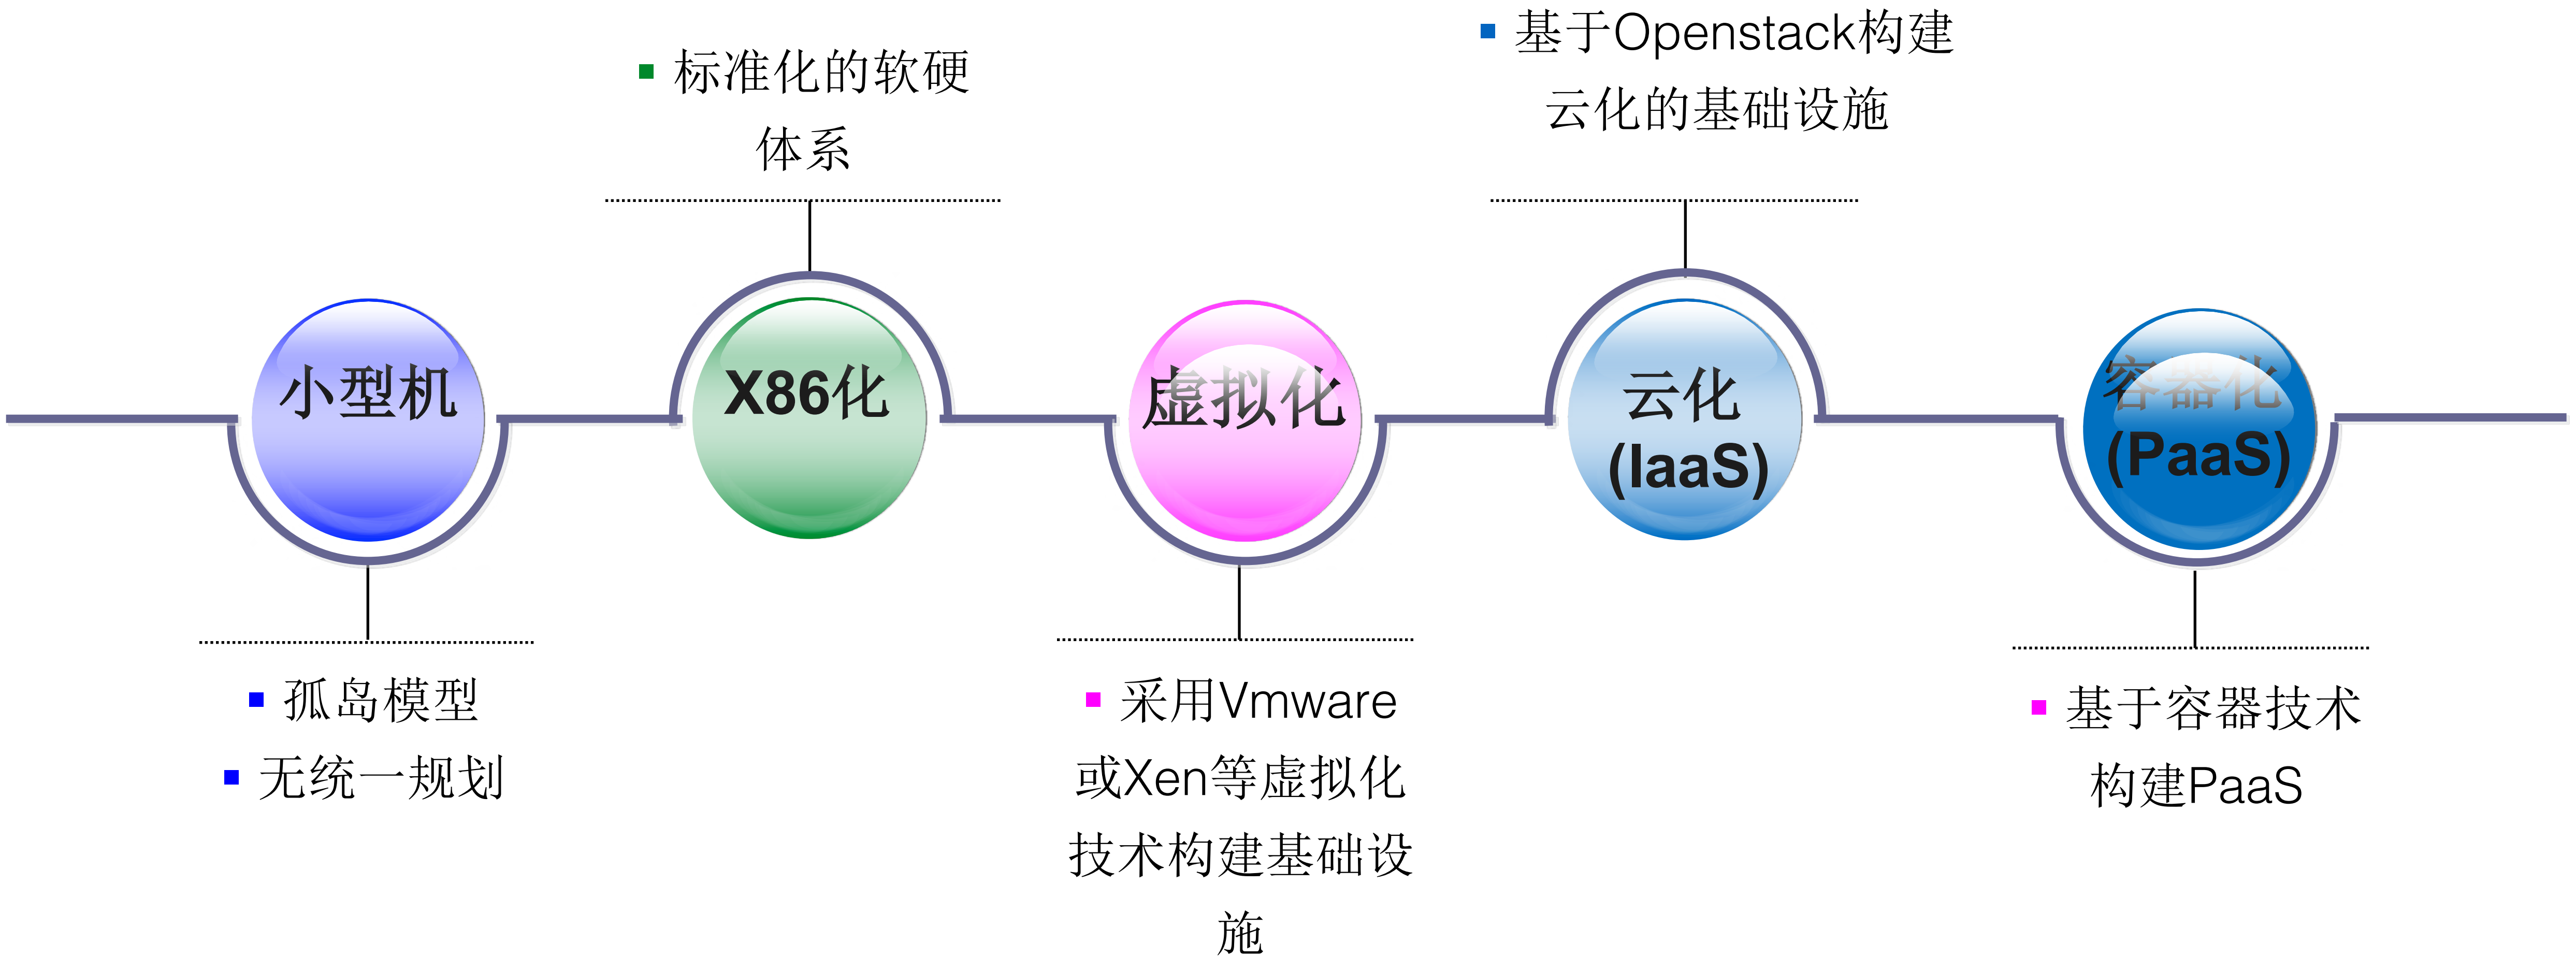 标准化的软硬
体系
基于Openstack构建
云化的基础设施
小型机
X86化
虚拟化
云化
(IaaS)
容器化
(PaaS)
孤岛模型
无统一规划
采用Vmware
或Xen等虚拟化
技术构建基础设
施
基于容器技术
构建PaaS